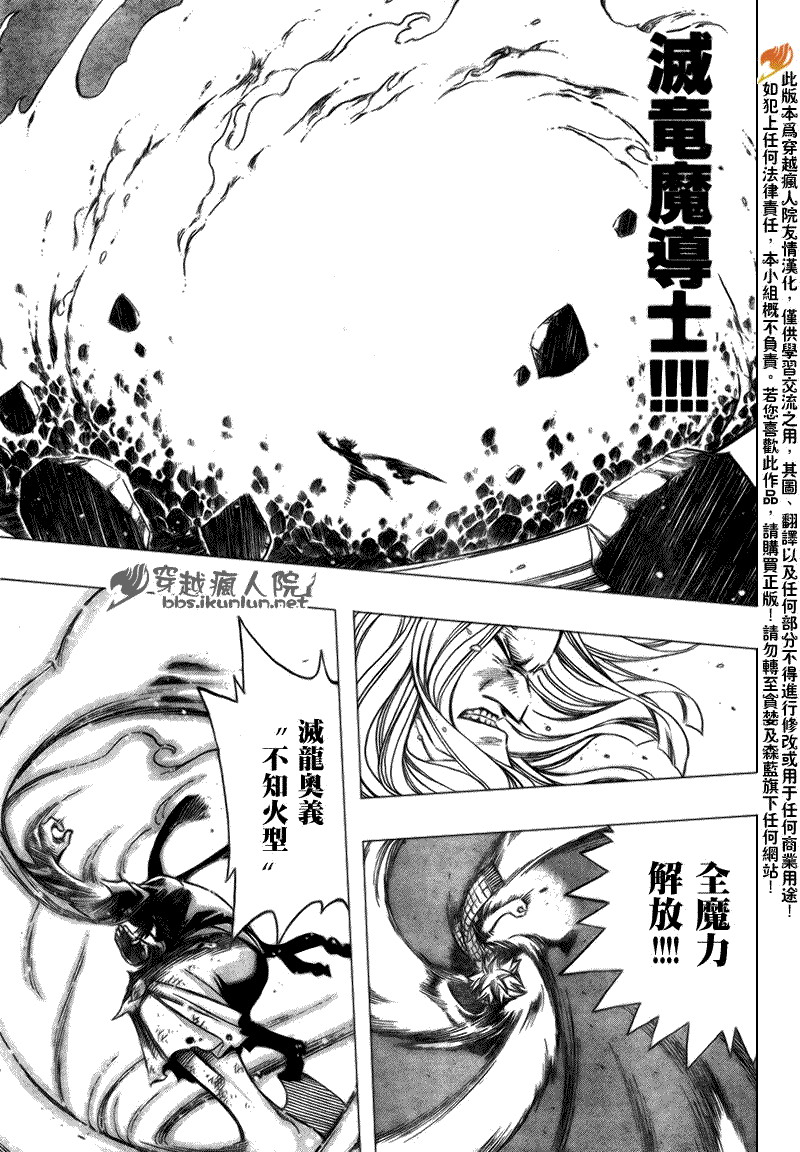 滅竜魔導士!!!!
穿越瘋人院
bbs.ikunlun.net
全魔力
解放!!!!
滅龍奥義
〝不知火型〟
此版本爲穿越瘋人院友情漢化，僅供學習交流之用，其圖、翻譯以及任何部分不得進行修改或用于任何商業用途！
如犯上任何法律責任，本小組概不負責。若您喜歡此作品，請購買正版！請勿轉至貪婪及森藍旗下任何網站！